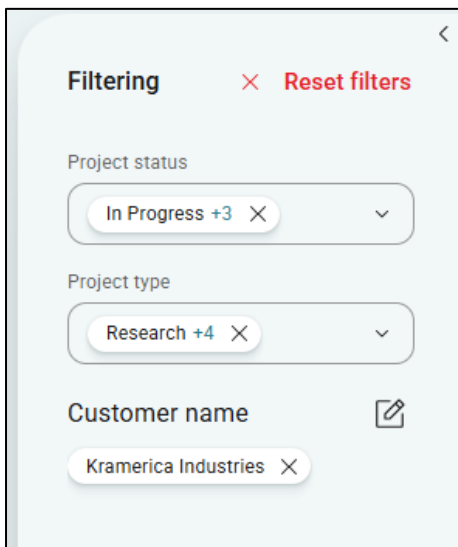 Filtering Reset filters
Project status
In Progress +3
Project type
Research +4
Customer name
Kramerica Industries